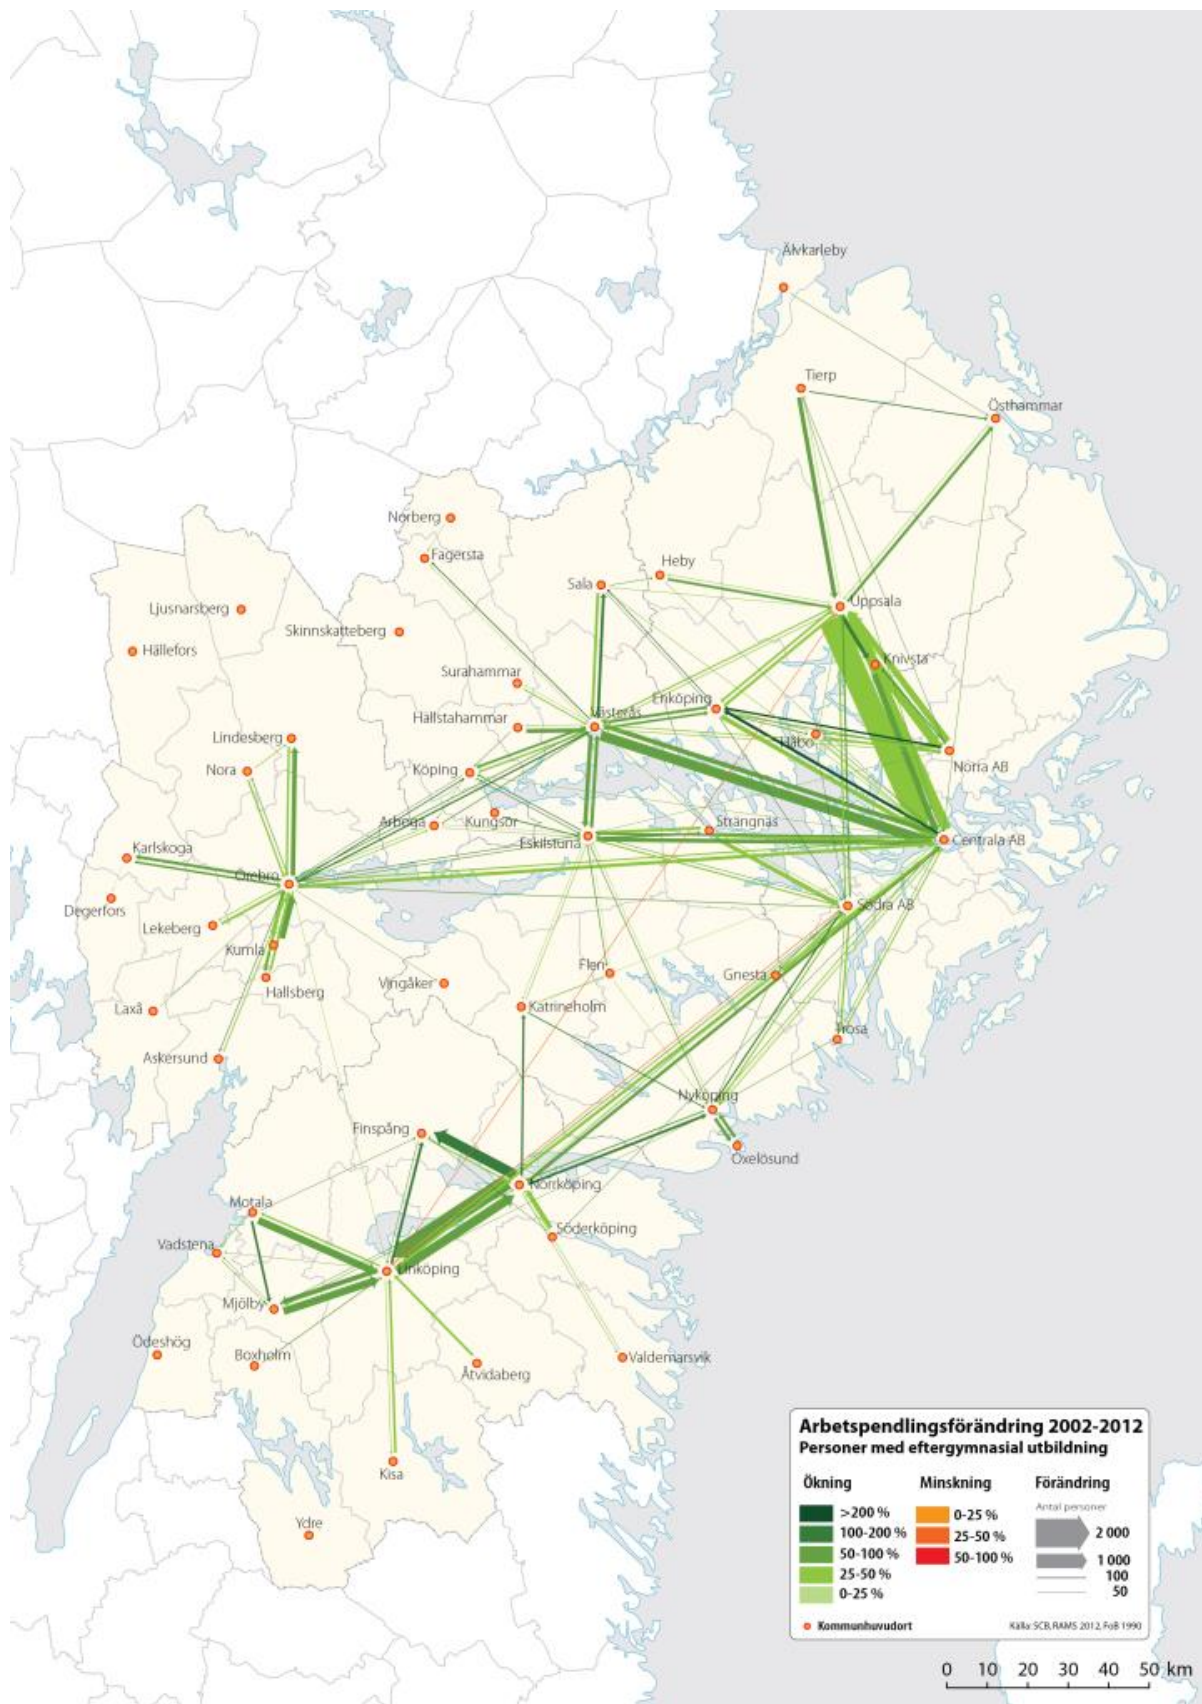 Älvkarleby
Tierp
Östhammar
Norberg
Fagersta
Heby
Sala
Uppsala
Ljusnarsberg
Skinnskatteberg
Hällefors
Knivsta
Surahammar
Enköping
Hallstahammar
Västerås
Lindesberg
Håbo
Norra AB
Nora
Köping
Arboga
Kungsör
Strängnäs
Eskilstuna
Centrala AB
Karlskoga
Örebro
Degerfors
Södra AB
Lekeberg
Kumla
Flen
Gnesta
Vingåker
Hallsberg
Katrineholm
Laxå
Trosa
Askersund
Nyköping
Finspång
Oxelösund
Norrköping
Motala
Söderköping
Vadstena
Linköping
Mjölby
Ödeshög
Boxholm
Åtvidaberg
Valdemarsvik
Kisa
Ydre
Arbetspendlingsförändring 2002-2012
Personer med eftergymnasial utbildning
Ökning Minskning Förändring
Antal personer
>200 % 0-25 % 2 000
100-200 % 25-50 %
50-100 % 50-100 % 1 000
100
25-50 % 50
0-25 %
Kommunhuvudort Källa: SCB, RAMS 2012, FoB 1990
0 10 20 30 40 50 km